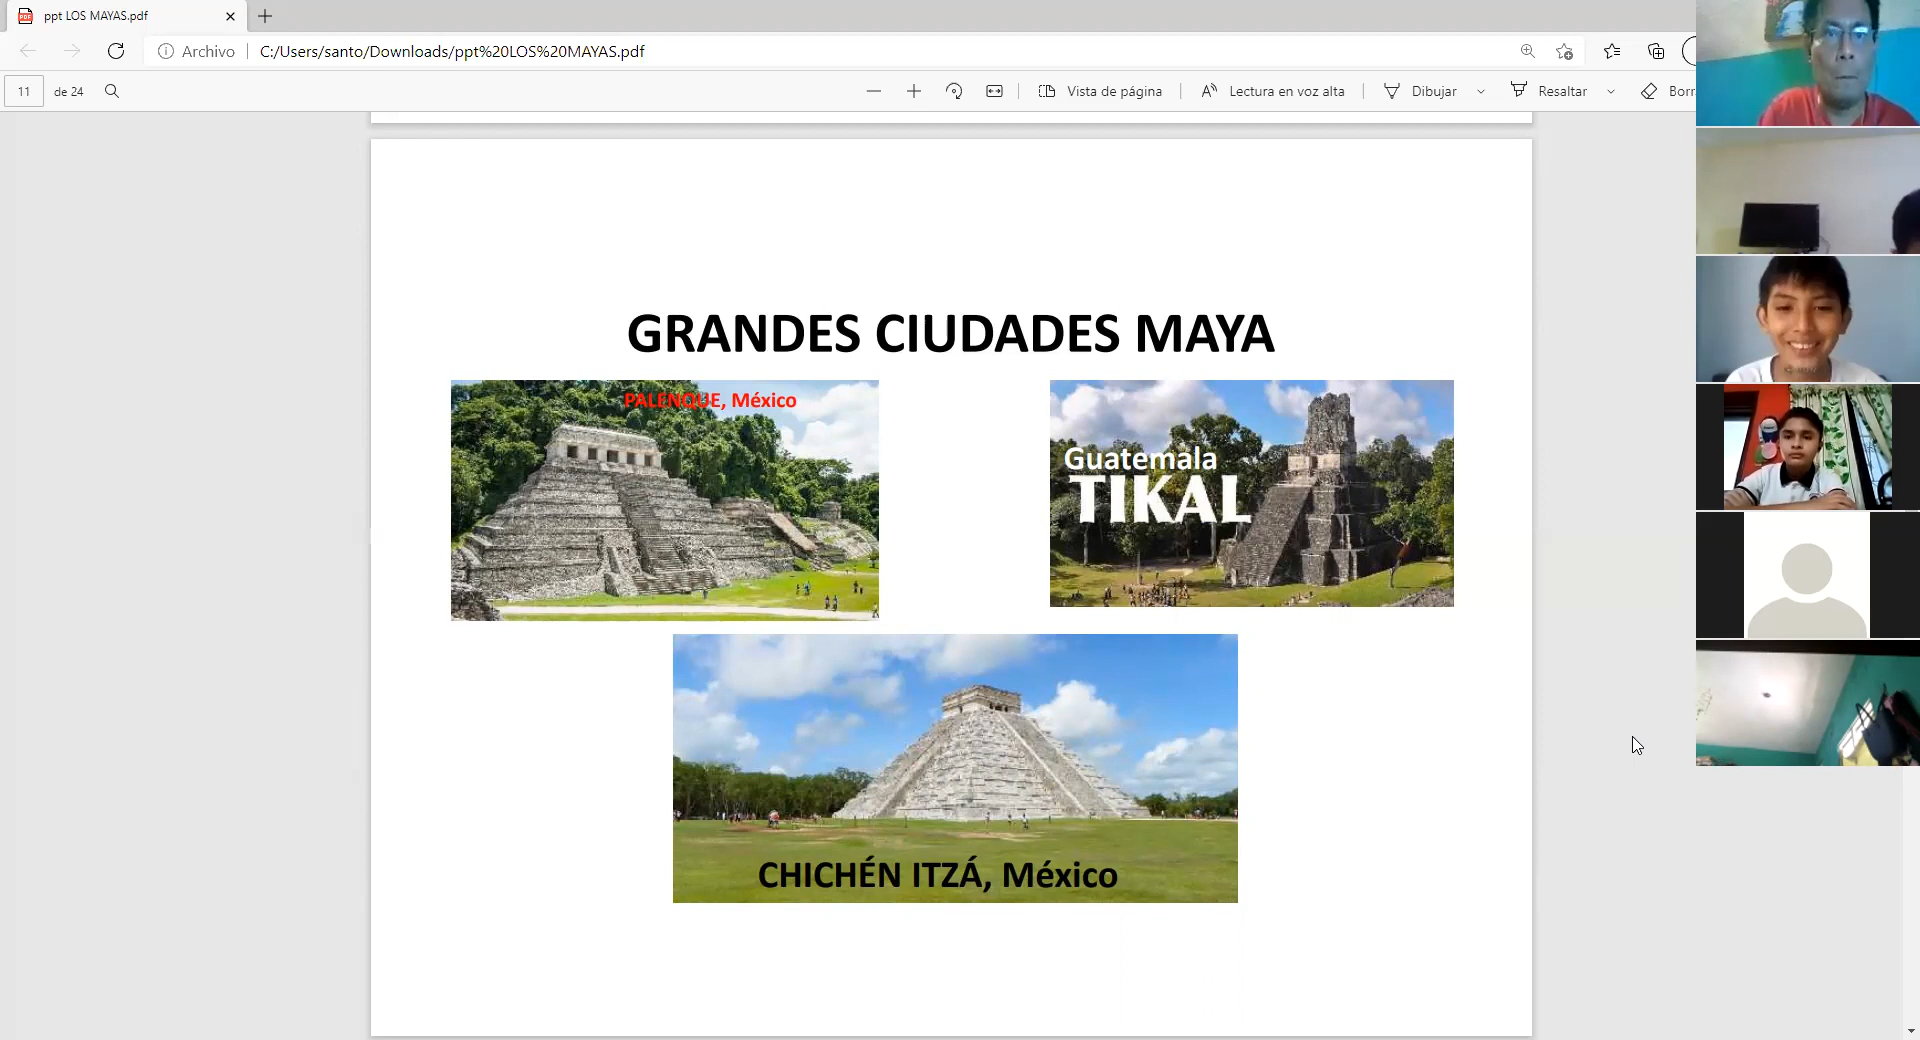 ppt LOS MAYAS.pdf
Archivo
C:/Users/santo/Downloads/ppt%20LOS%20MAYAS.pdf
11 de 24
Vista de página
Lectura en voz alta
Dibujar
Resaltar
GRANDES CIUDADES MAYA
PALENQUE, México
Guatemala
TIKAL
CHICHÉN ITZÁ, México